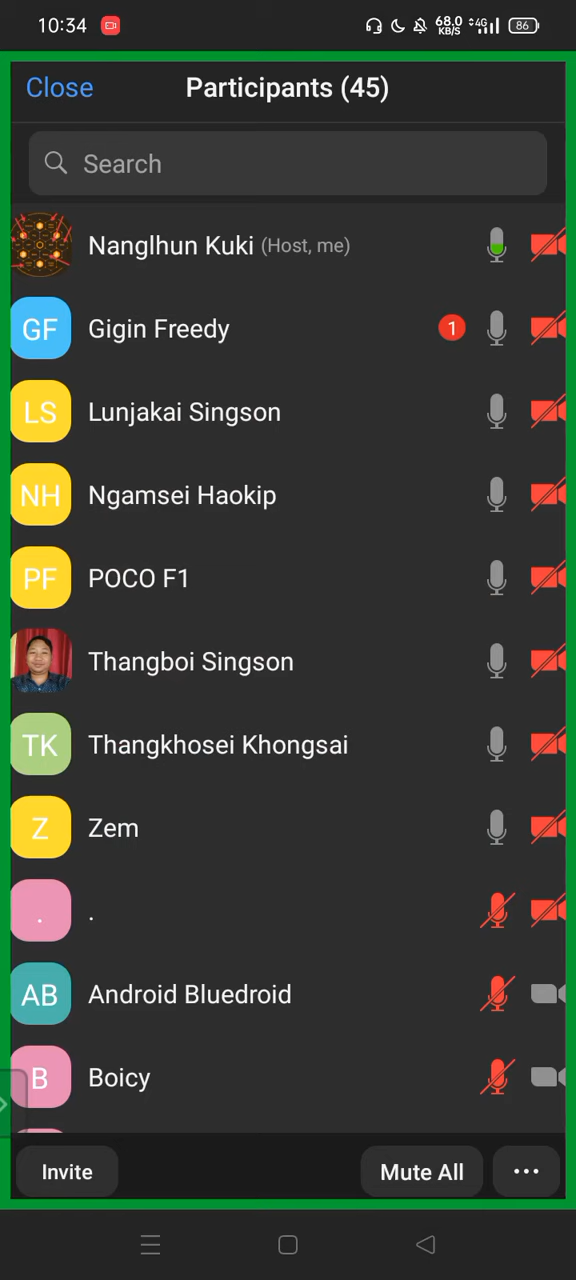 10:34 68.0 KB/S 4G 86
Close Participants (45)
Search
Nanglhun Kuki (Host, me)
GF Gigin Freedy 1
LS Lunjakai Singson
NH Ngamsei Haokip
PF POCO F1
Thangboi Singson
TK Thangkhosei Khongsai
Z Zem
. .
AB Android Bluedroid
B Boicy
Invite Mute All ...